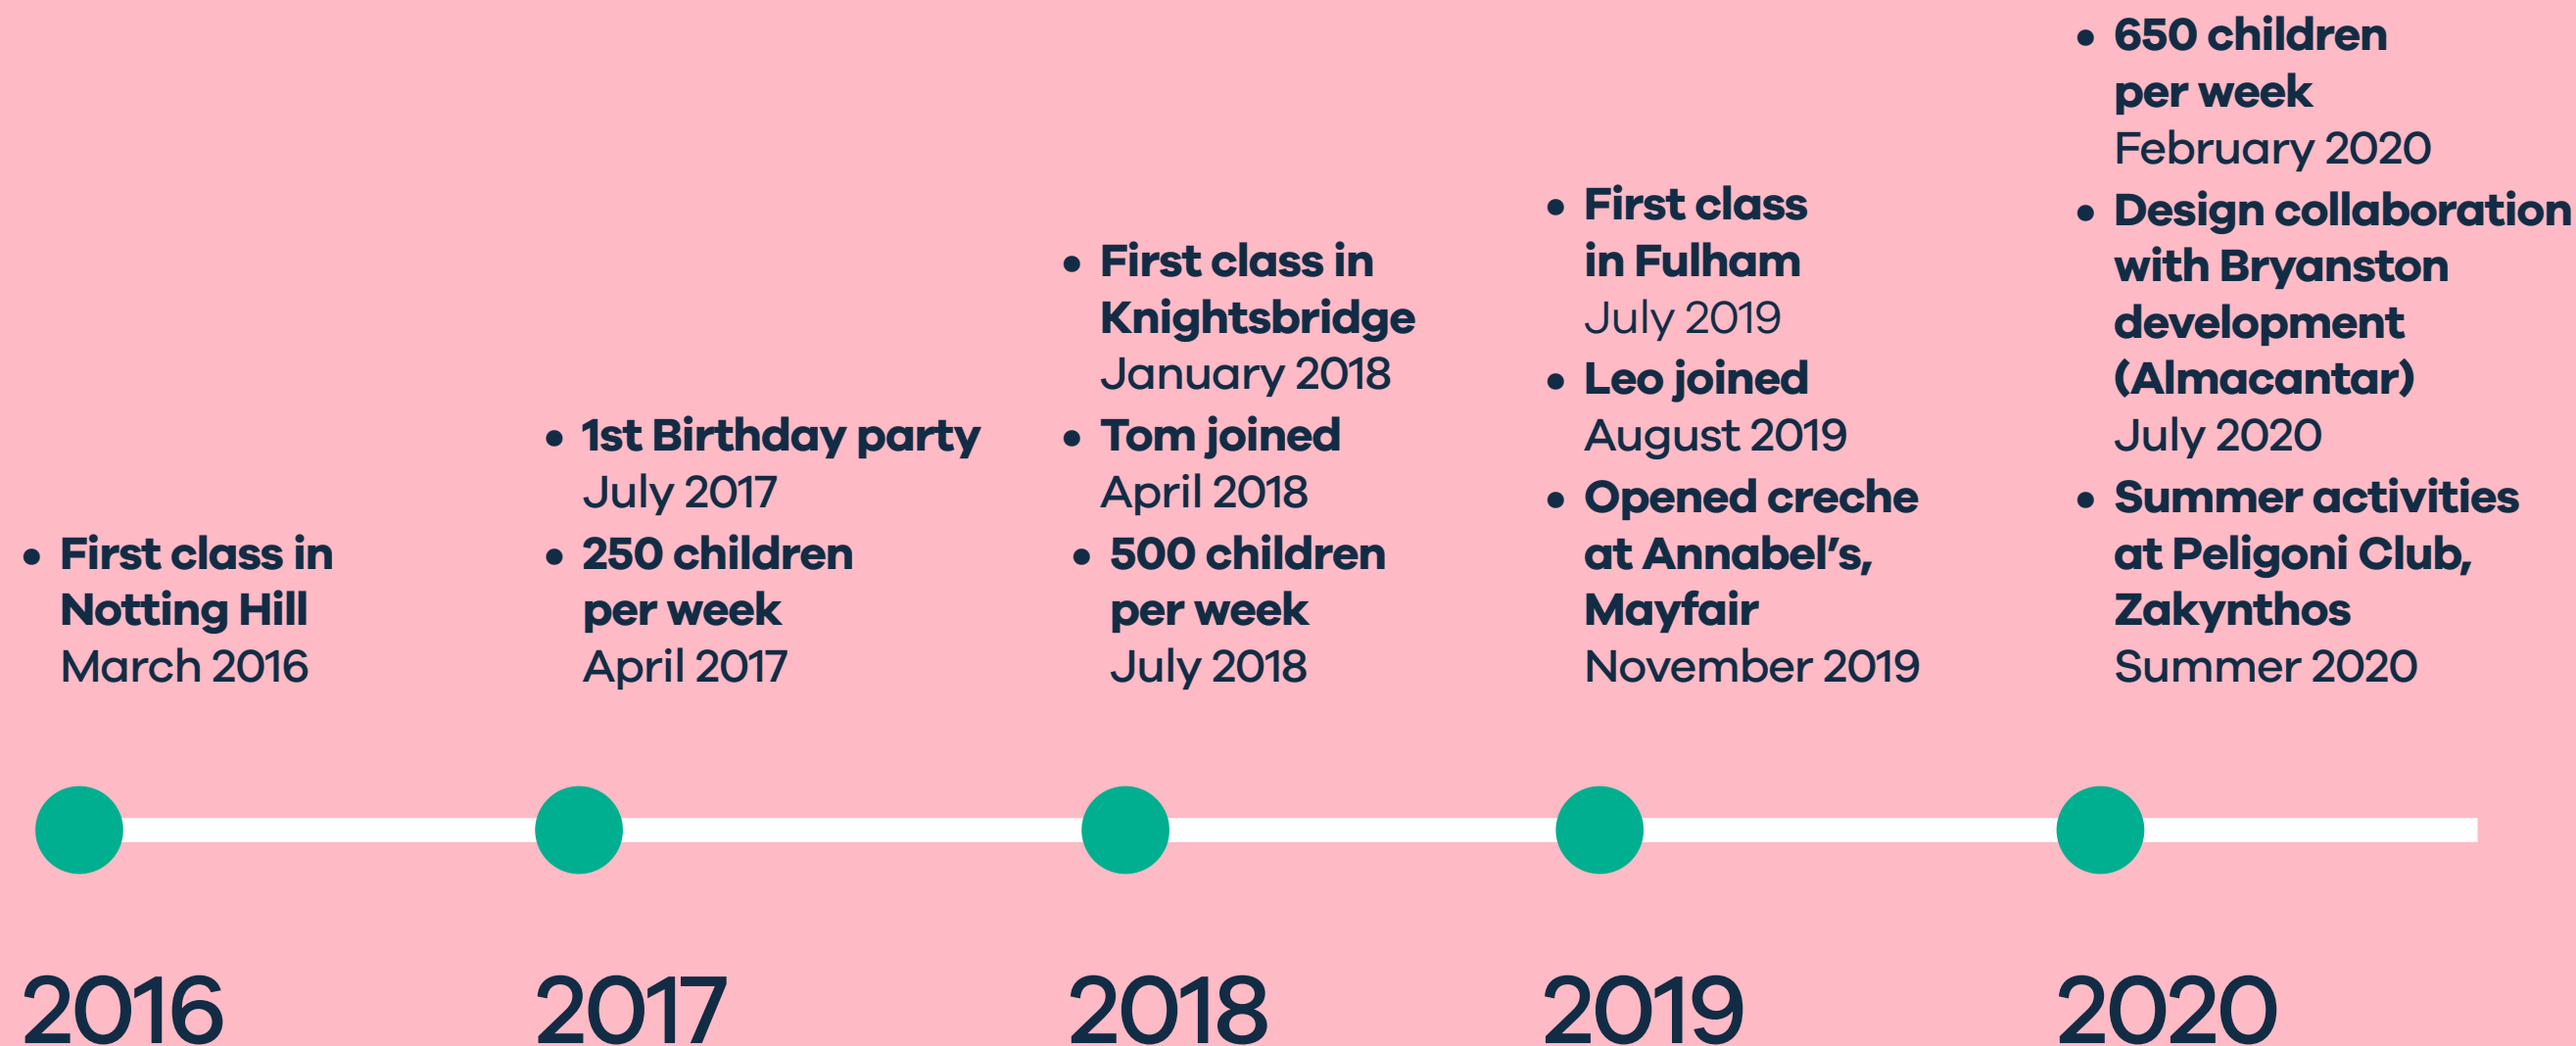 • First class in
Notting Hill
March 2016
• 1st Birthday party
July 2017
• 250 children
per week
April 2017
• First class in
Knightsbridge
January 2018
• Tom joined
April 2018
• 500 children
per week
July 2018
• First class
in Fulham
July 2019
• Leo joined
August 2019
• Opened creche
at Annabel’s,
Mayfair
November 2019
• 650 children
per week
February 2020
• Design collaboration
with Bryanston
development
(Almacantar)
July 2020
• Summer activities
at Peligoni Club,
Zakynthos
Summer 2020
2016
2017
2018
2019
2020